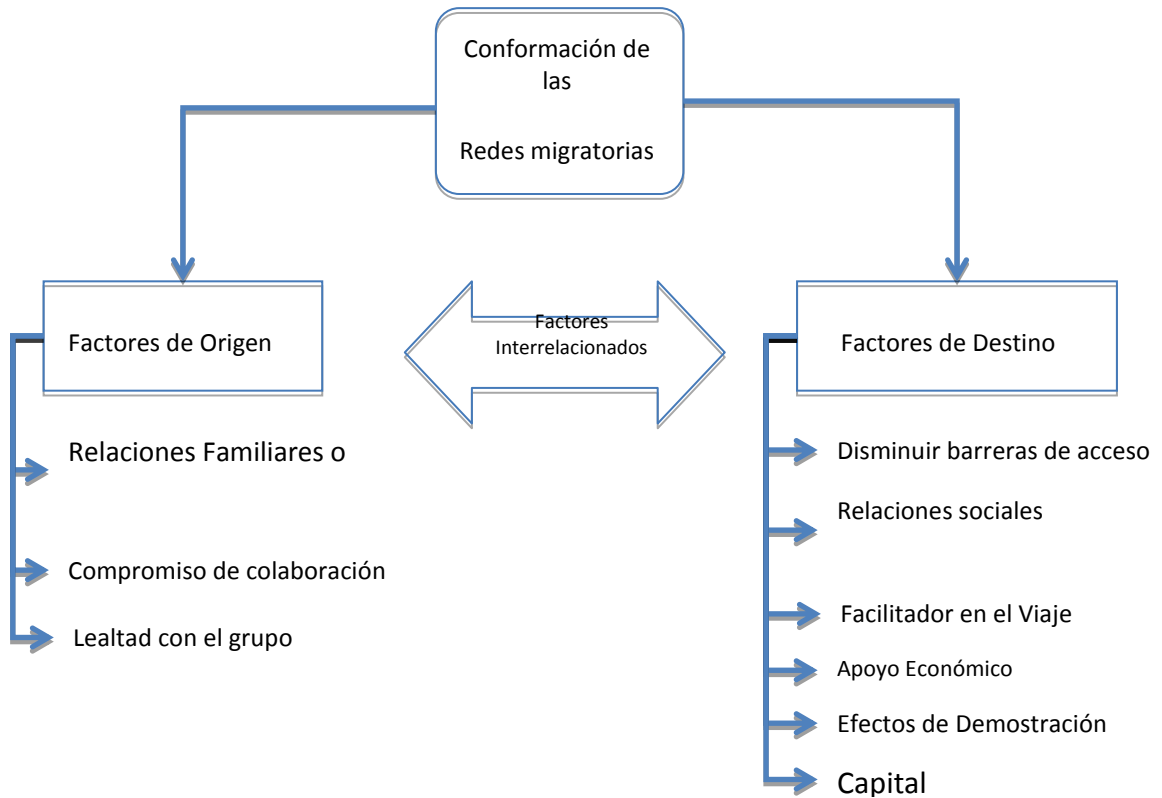 Conformación de
las
Redes migratorias
Factores de Origen
Factores
Interrelacionados
Factores de Destino
Relaciones Familiares o
Compromiso de colaboración
Lealtad con el grupo
Disminuir barreras de acceso
Relaciones sociales
Facilitador en el Viaje
Apoyo Económico
Efectos de Demostración
Capital